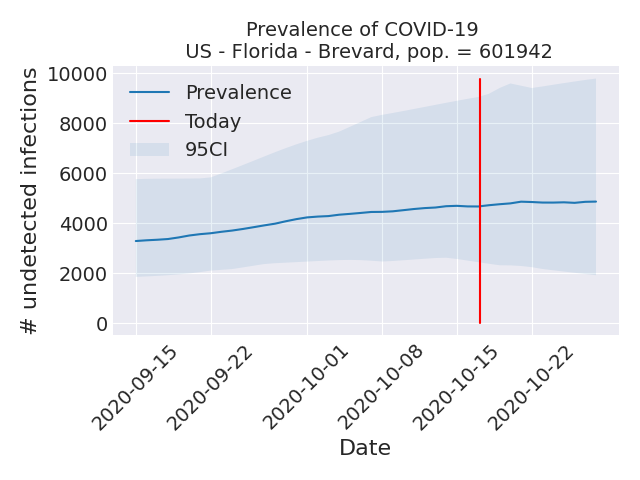 Prevalence of COVID-19
US - Florida - Brevard, pop. = 601942
# undetected infections
10000
8000
6000
4000
2000
0
Prevalence
Today
95CI
2020-09-15
2020-09-22
2020-10-01
2020-10-08
2020-10-15
2020-10-22
Date